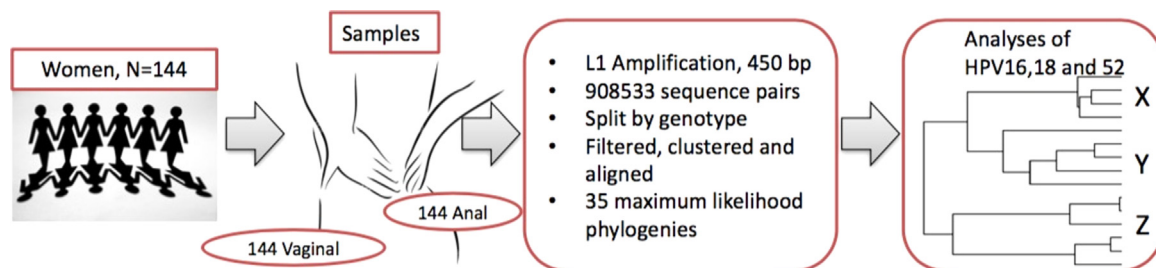 Women, N=144
Samples
144 Vaginal
144 Anal
• L1 Amplification, 450 bp
• 908533 sequence pairs
• Split by genotype
• Filtered, clustered and
aligned
• 35 maximum likelihood
phylogenies
Analyses of
HPV16,18 and 52
X
Y
Z